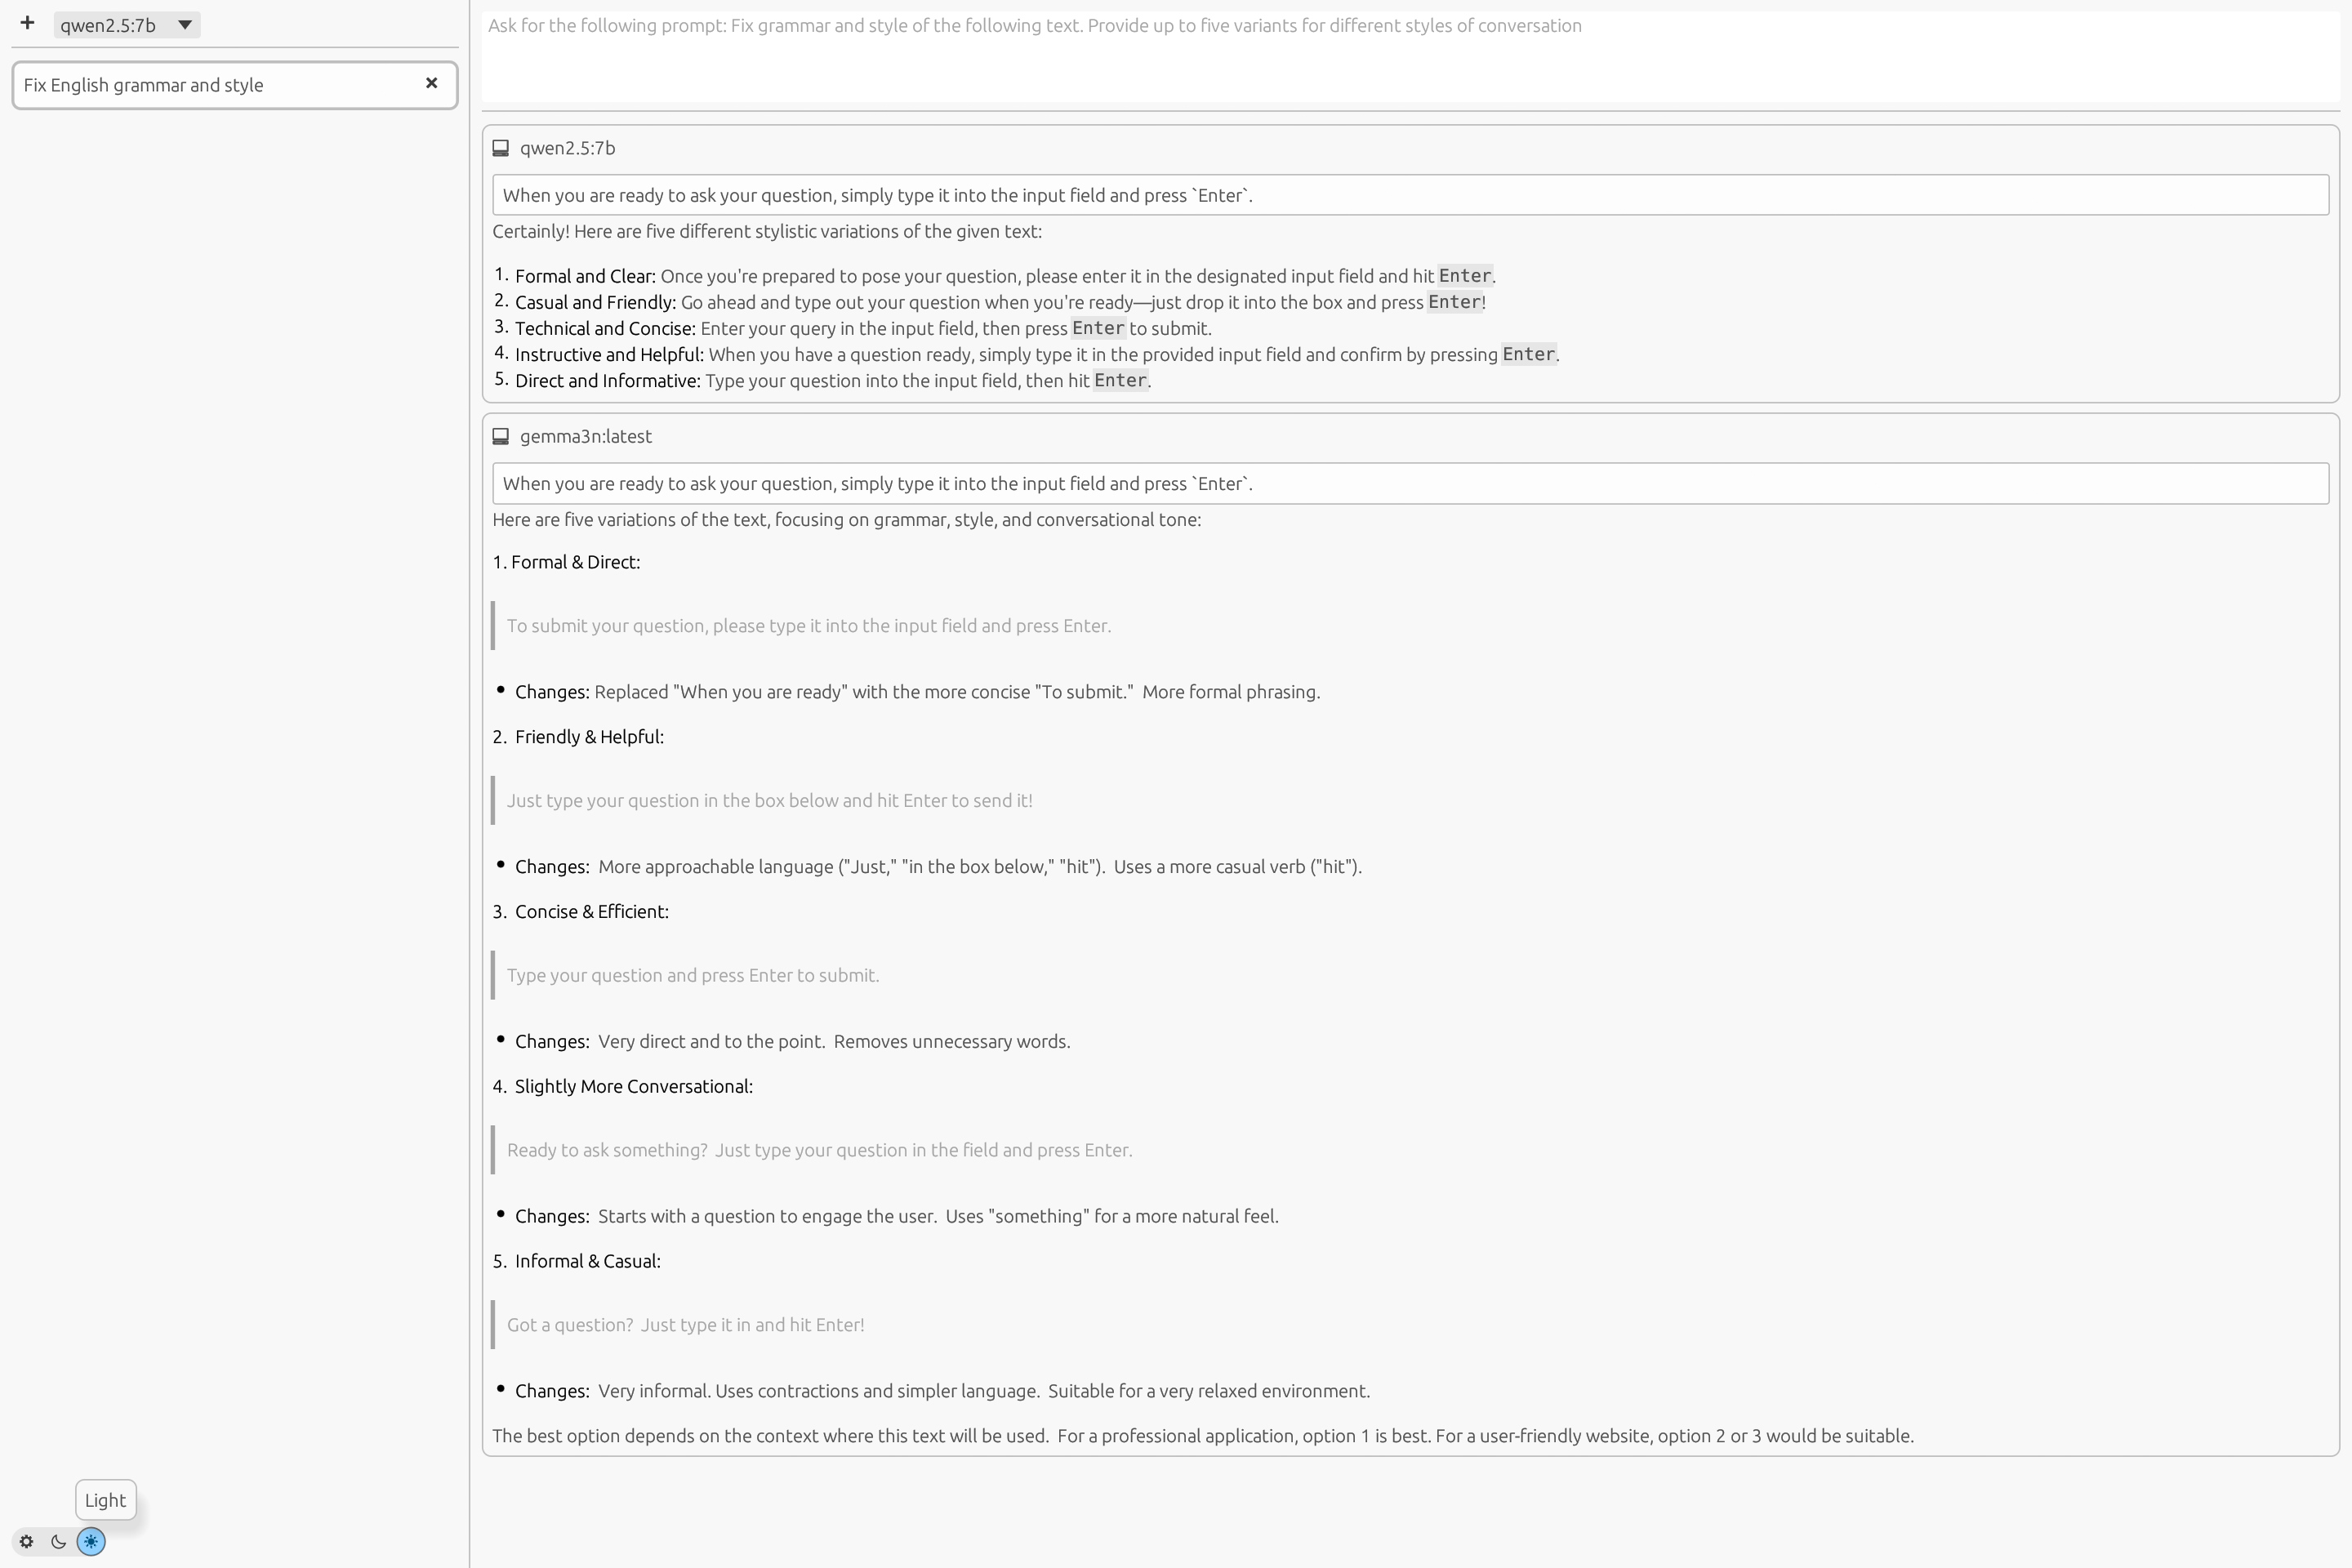 + qwen2.5:7b
Fix English grammar and style ×
Ask for the following prompt: Fix grammar and style of the following text. Provide up to five variants for different styles of conversation
qwen2.5:7b
When you are ready to ask your question, simply type it into the input field and press `Enter`.
Certainly! Here are five different stylistic variations of the given text:
1. Formal and Clear: Once you're prepared to pose your question, please enter it in the designated input field and hit Enter.
2. Casual and Friendly: Go ahead and type out your question when you're ready—just drop it into the box and press Enter!
3. Technical and Concise: Enter your query in the input field, then press Enter to submit.
4. Instructive and Helpful: When you have a question ready, simply type it in the provided input field and confirm by pressing Enter.
5. Direct and Informative: Type your question into the input field, then hit Enter.
gemma3n:latest
When you are ready to ask your question, simply type it into the input field and press `Enter`.
Here are five variations of the text, focusing on grammar, style, and conversational tone:
1. Formal & Direct:
To submit your question, please type it into the input field and press Enter.
• Changes: Replaced "When you are ready" with the more concise "To submit." More formal phrasing.
2. Friendly & Helpful:
Just type your question in the box below and hit Enter to send it!
• Changes: More approachable language ("Just," "in the box below," "hit"). Uses a more casual verb ("hit").
3. Concise & Efficient:
Type your question and press Enter to submit.
• Changes: Very direct and to the point. Removes unnecessary words.
4. Slightly More Conversational:
Ready to ask something? Just type your question in the field and press Enter.
• Changes: Starts with a question to engage the user. Uses "something" for a more natural feel.
5. Informal & Casual:
Got a question? Just type it in and hit Enter!
• Changes: Very informal. Uses contractions and simpler language. Suitable for a very relaxed environment.
The best option depends on the context where this text will be used. For a professional application, option 1 is best. For a user-friendly website, option 2 or 3 would be suitable.
Light